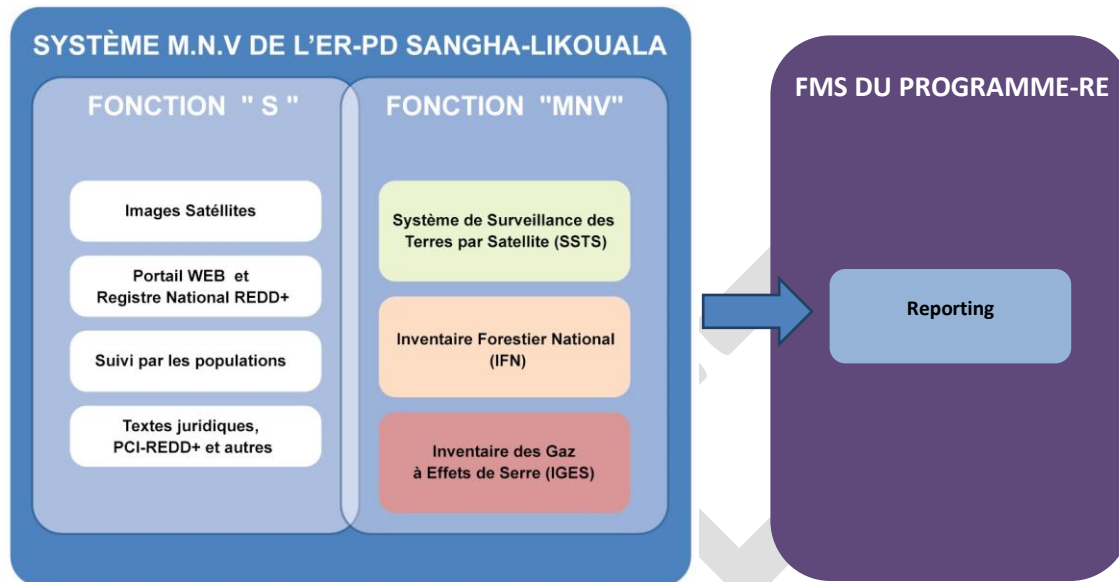 SYSTÈME M.N.V DE L'ER-PD SANGHA-LIKOUALA
FONCTION " S "
Images Satéllites
Portail WEB et
Registre National REDD+
Suivi par les populations
Textes juridiques,
PCI-REDD+ et autres
FONCTION "MNV"
Système de Surveillance des
Terres par Satellite (SSTS)
Inventaire Forestier National
(IFN)
Inventaire des Gaz
à Effets de Serre (IGES)
FMS DU PROGRAMME-RE
Reporting